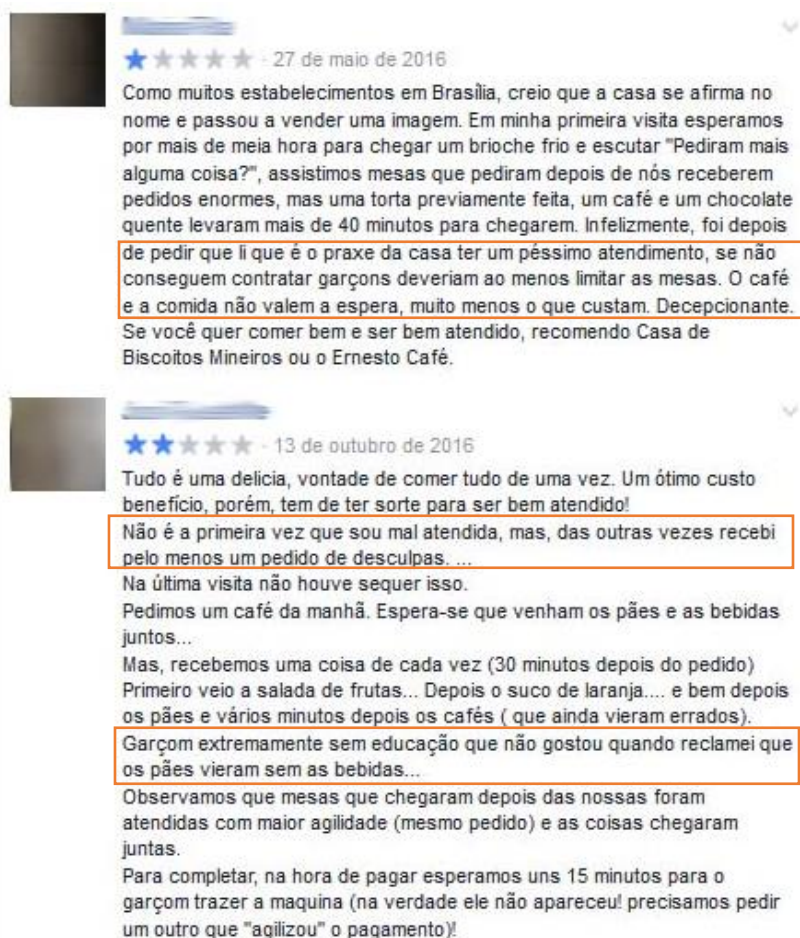 27 de maio de 2016
Como muitos estabelecimentos em Brasília, creio que a casa se afirma no
nome e passou a vender uma imagem. Em minha primeira visita esperamos
por mais de meia hora para chegar um brioche frio e escutar "Pediram mais
alguma coisa?", assistimos mesas que pediram depois de nós receberem
pedidos enormes, mas uma torta previamente feita, um café e um chocolate
quente levaram mais de 40 minutos para chegarem. Infelizmente, foi depois
de pedir que li que é o praxe da casa ter um péssimo atendimento, se não
conseguem contratar garçons deveriam ao menos limitar as mesas. O café
e a comida não valem a espera, muito menos o que custam. Decepcionante.
Se você quer comer bem e ser bem atendido, recomendo Casa de
Biscoitos Mineiros ou o Ernesto Café.
13 de outubro de 2016
Tudo é uma delicia, vontade de comer tudo de uma vez. Um ótimo custo
benefício, porém, tem de ter sorte para ser bem atendido!
Não é a primeira vez que sou mal atendida, mas, das outras vezes recebi
pelo menos um pedido de desculpas. ...
Na última visita não houve sequer isso.
Pedimos um café da manhã. Espera-se que venham os pães e as bebidas
juntos...
Mas, recebemos uma coisa de cada vez (30 minutos depois do pedido)
Primeiro veio a salada de frutas... Depois o suco de laranja.... e bem depois
os pães e vários minutos depois os cafés ( que ainda vieram errados).
Garçom extremamente sem educação que não gostou quando reclamei que
os pães vieram sem as bebidas...
Observamos que mesas que chegaram depois das nossas foram
atendidas com maior agilidade (mesmo pedido) e as coisas chegaram
juntas.
Para completar, na hora de pagar esperamos uns 15 minutos para o
garçom trazer a maquina (na verdade ele não apareceu! precisamos pedir
um outro que "agilizou" o pagamento)!